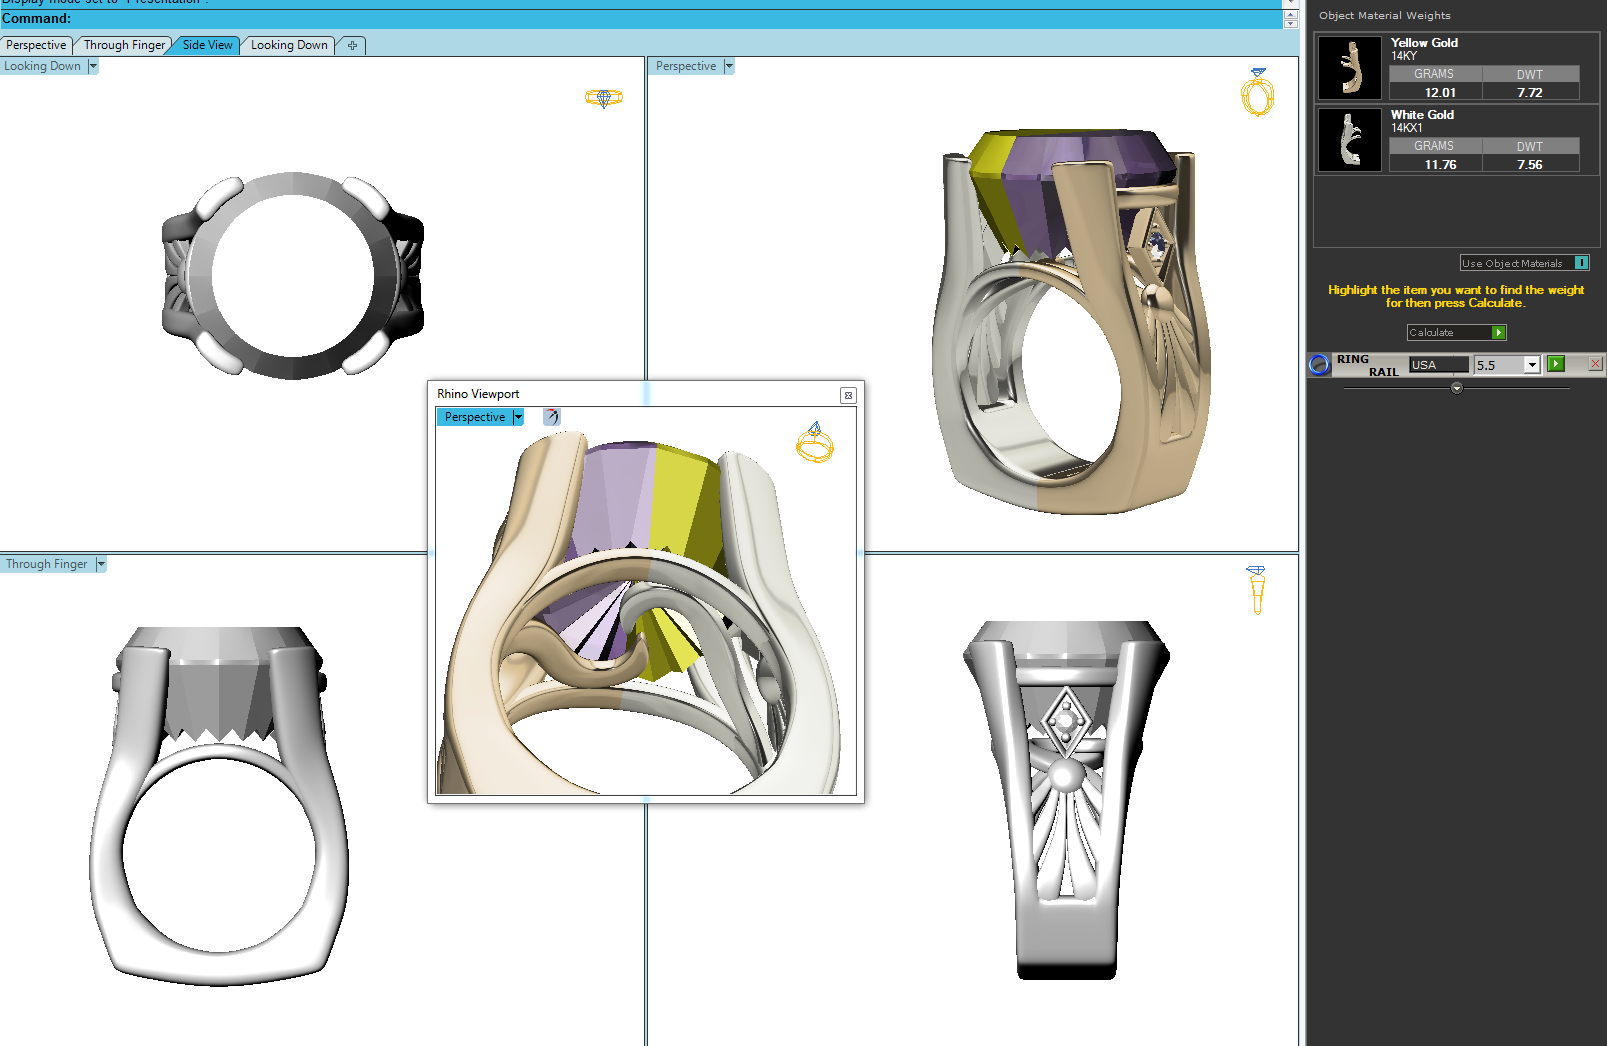 Display mode set to "Presentation".
Command:
Perspective Through Finger Side View Looking Down
Looking Down
Perspective
Rhino Viewport
Perspective
Through Finger
Object Material Weights
Yellow Gold
14KY
GRAMS DWT
12.01 7.72
White Gold
14KX1
GRAMS DWT
11.76 7.56
Use Object Materials
Highlight the item you want to find the weight
for then press Calculate.
Calculate
RING
RAIL
USA 5.5